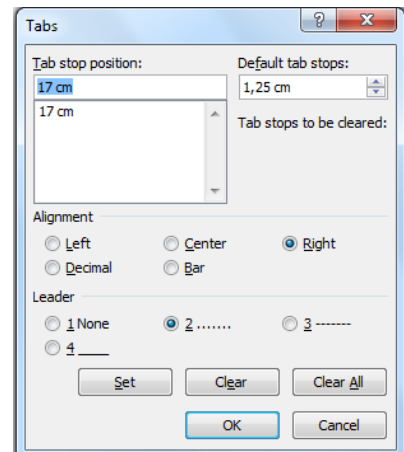 Tabs
Tab stop position:
Default tab stops:
17 cm
1,25 cm
17 cm
Tab stops to be cleared:
Alignment
Left
Center
Right
Decimal
Bar
Leader
1 None
2 .......
3 -------
4 ____
Set
Clear
Clear All
OK
Cancel